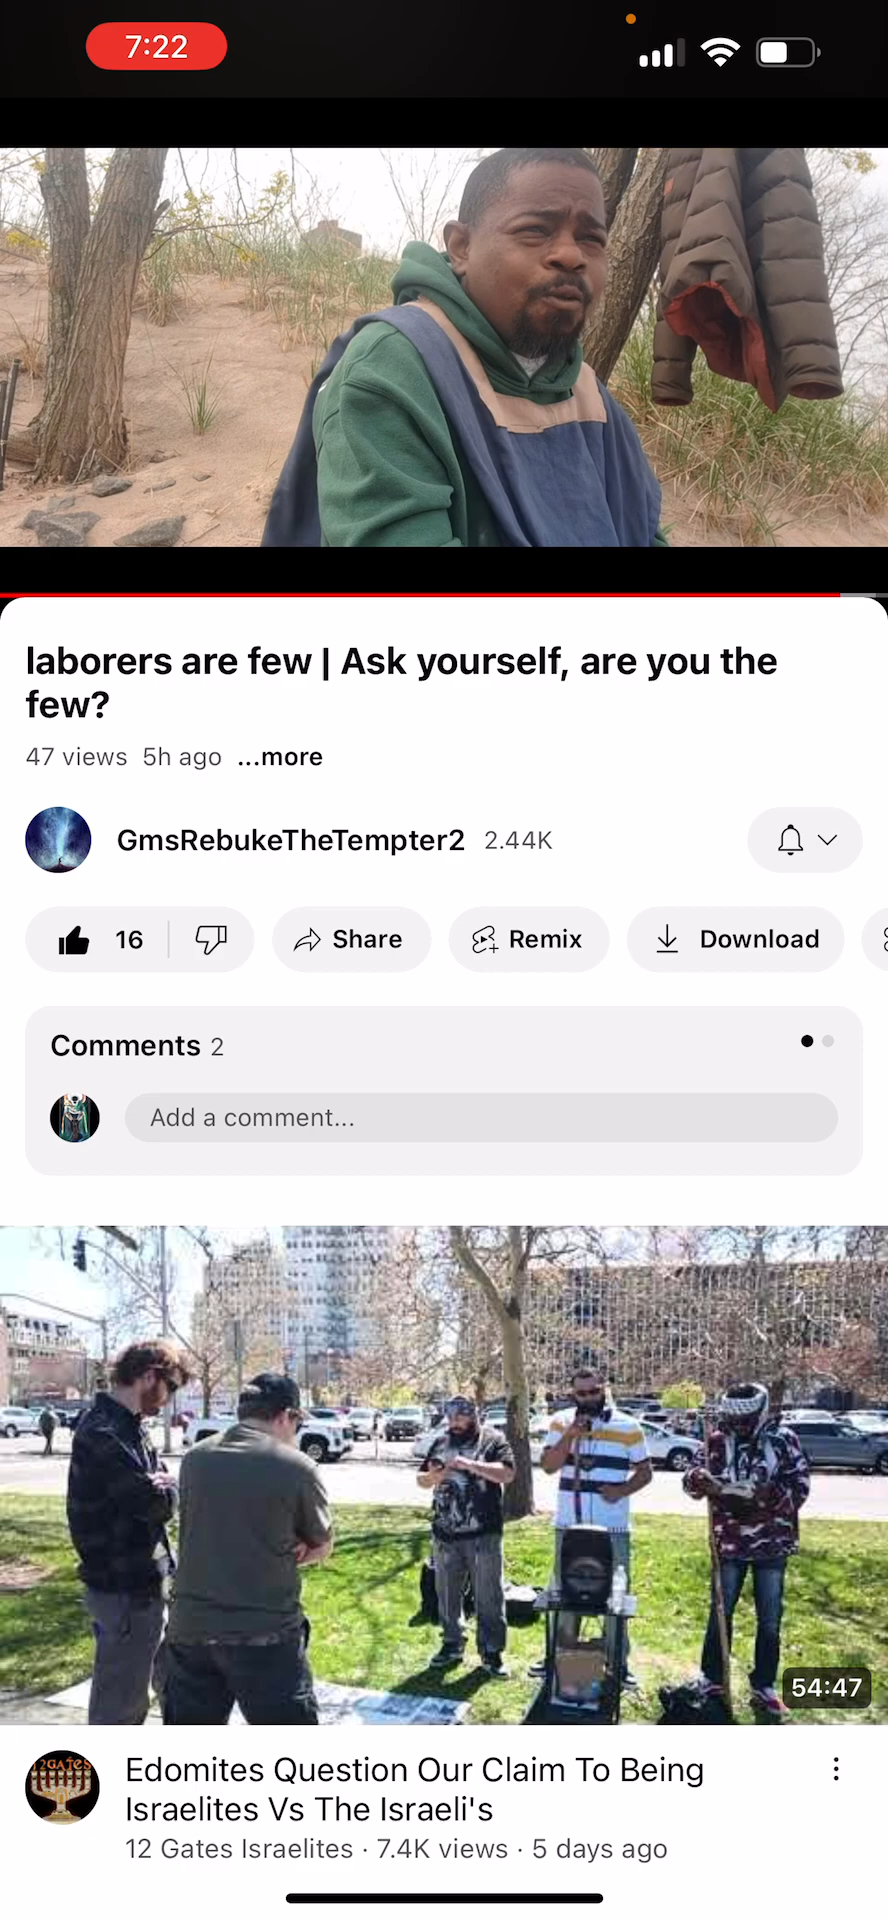 7:22
laborers are few | Ask yourself, are you the
few?
47 views 5h ago ...more
GmsRebukeTheTempter2 2.44K
16
Share
Remix
Download
Comments 2
Add a comment...
54:47
12GATES
Edomites Question Our Claim To Being
Israelites Vs The Israeli's
12 Gates Israelites · 7.4K views · 5 days ago